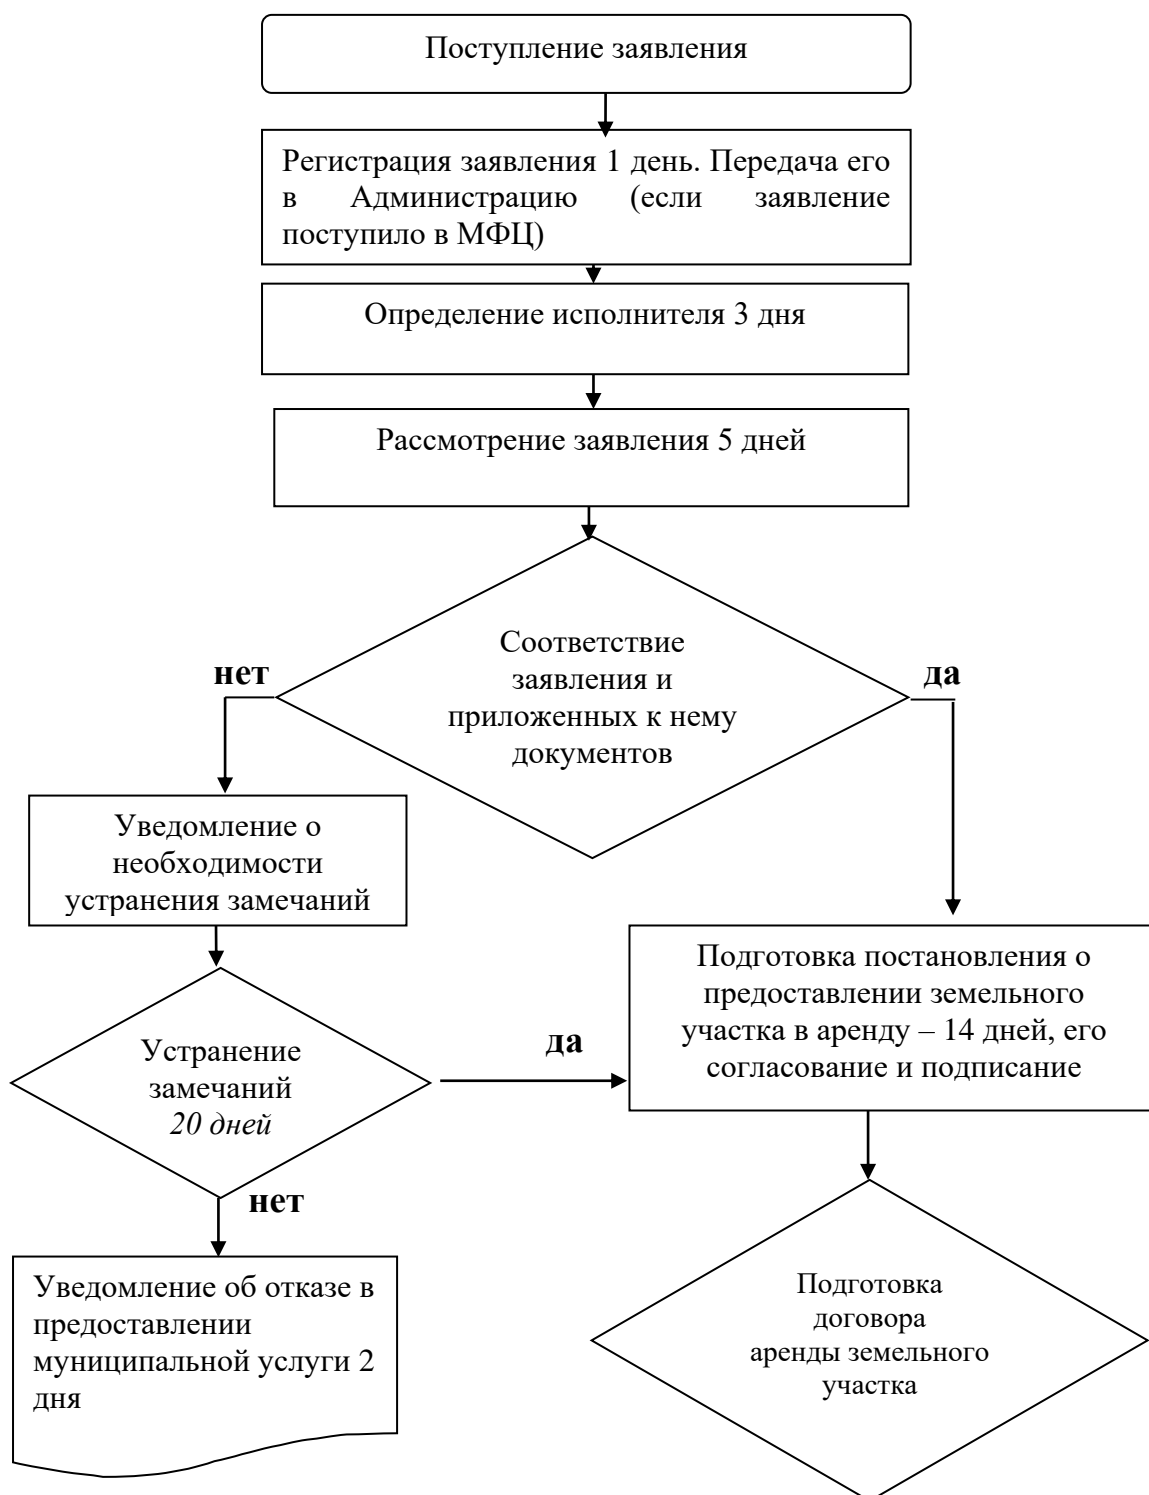 Поступление заявления
Регистрация заявления 1 день. Передача его
в Администрацию (если заявление
поступило в МФЦ)
Определение исполнителя 3 дня
Рассмотрение заявления 5 дней
Соответствие
заявления и
приложенных к нему
документов
нет
да
Уведомление о
необходимости
устранения замечаний
Подготовка постановления о
предоставлении земельного
участка в аренду – 14 дней, его
согласование и подписание
Устранение
замечаний
20 дней
да
нет
Уведомление об отказе в
предоставлении
муниципальной услуги 2
дня
Подготовка
договора
аренды земельного
участка